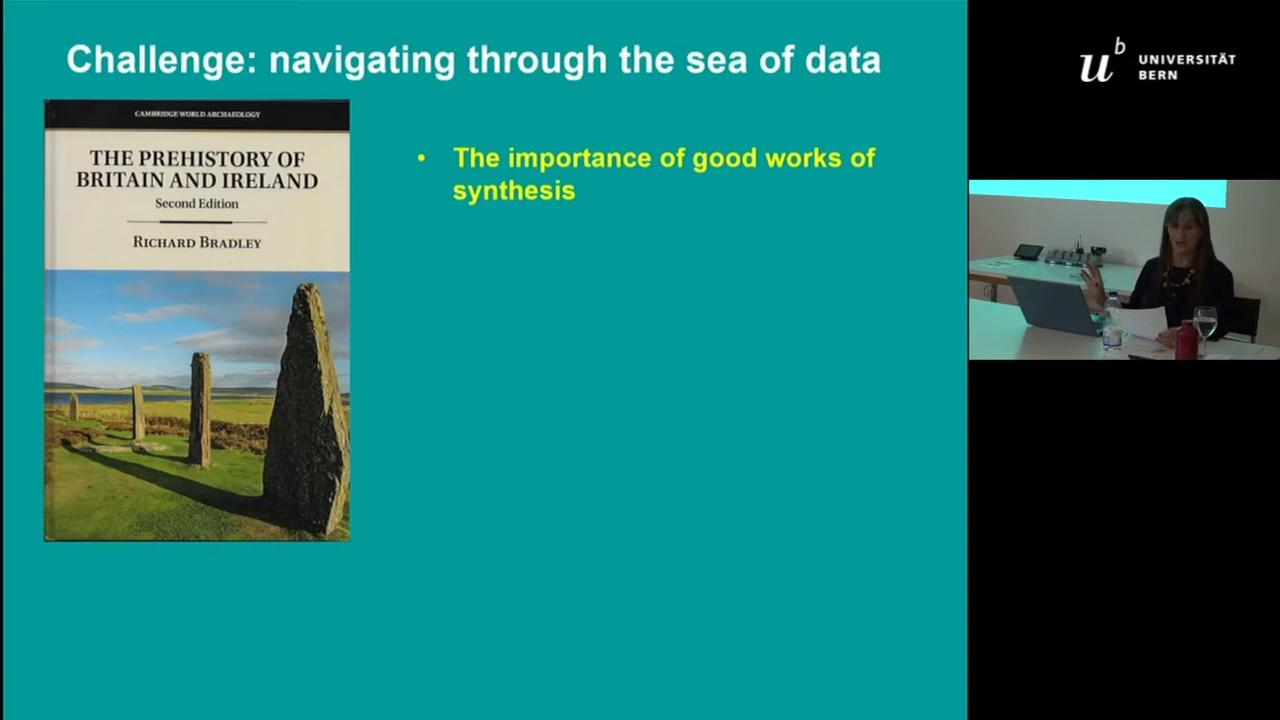 Challenge: navigating through the sea of data
CAMBRIDGE WORLD ARCHAEOLOGY
THE PREHISTORY OF
BRITAIN AND IRELAND
Second Edition
RICHARD BRADLEY
• The importance of good works of
synthesis
u b UNIVERSITÄT
BERN